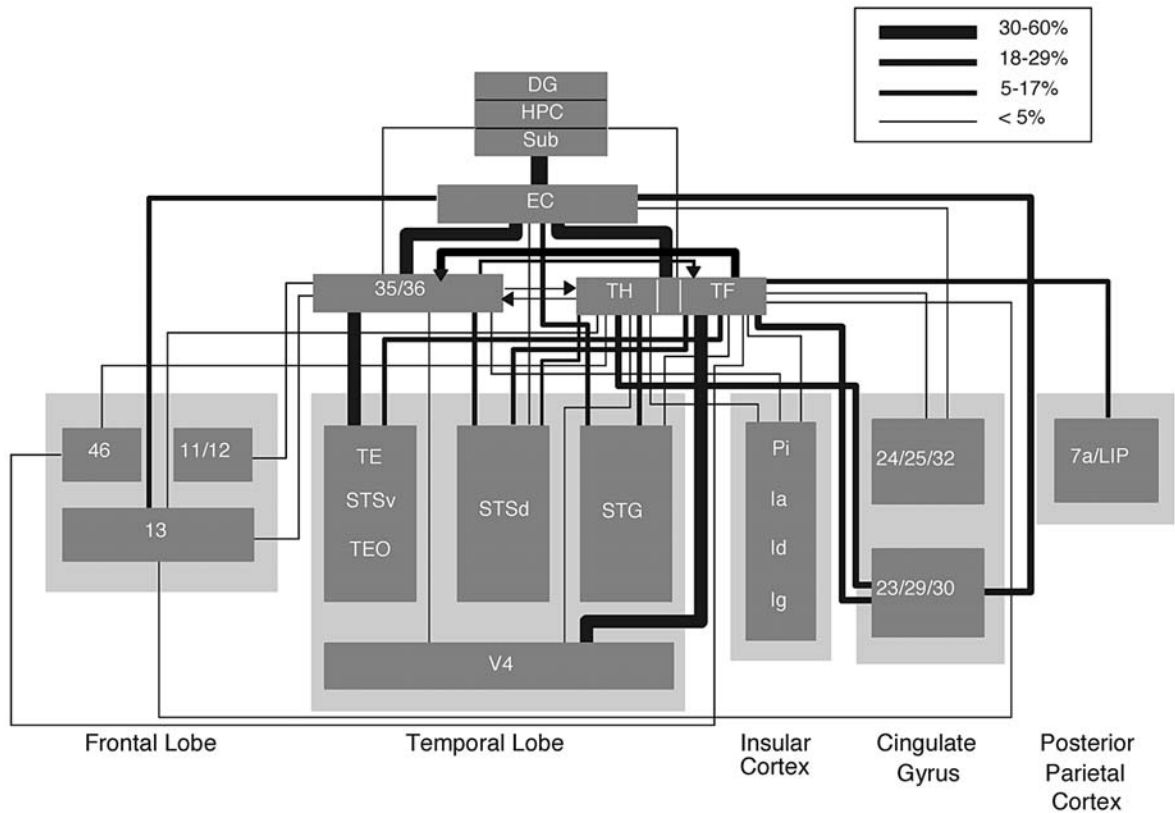 30-60%
18-29%
5-17%
< 5%
DG
HPC
Sub
EC
35/36
TH
TF
46
11/12
13
TE
STSv
TEO
STSd
STG
V4
Pi
Ia
Id
Ig
24/25/32
23/29/30
7a/LIP
Frontal Lobe
Temporal Lobe
Insular
Cortex
Cingulate
Gyrus
Posterior
Parietal
Cortex